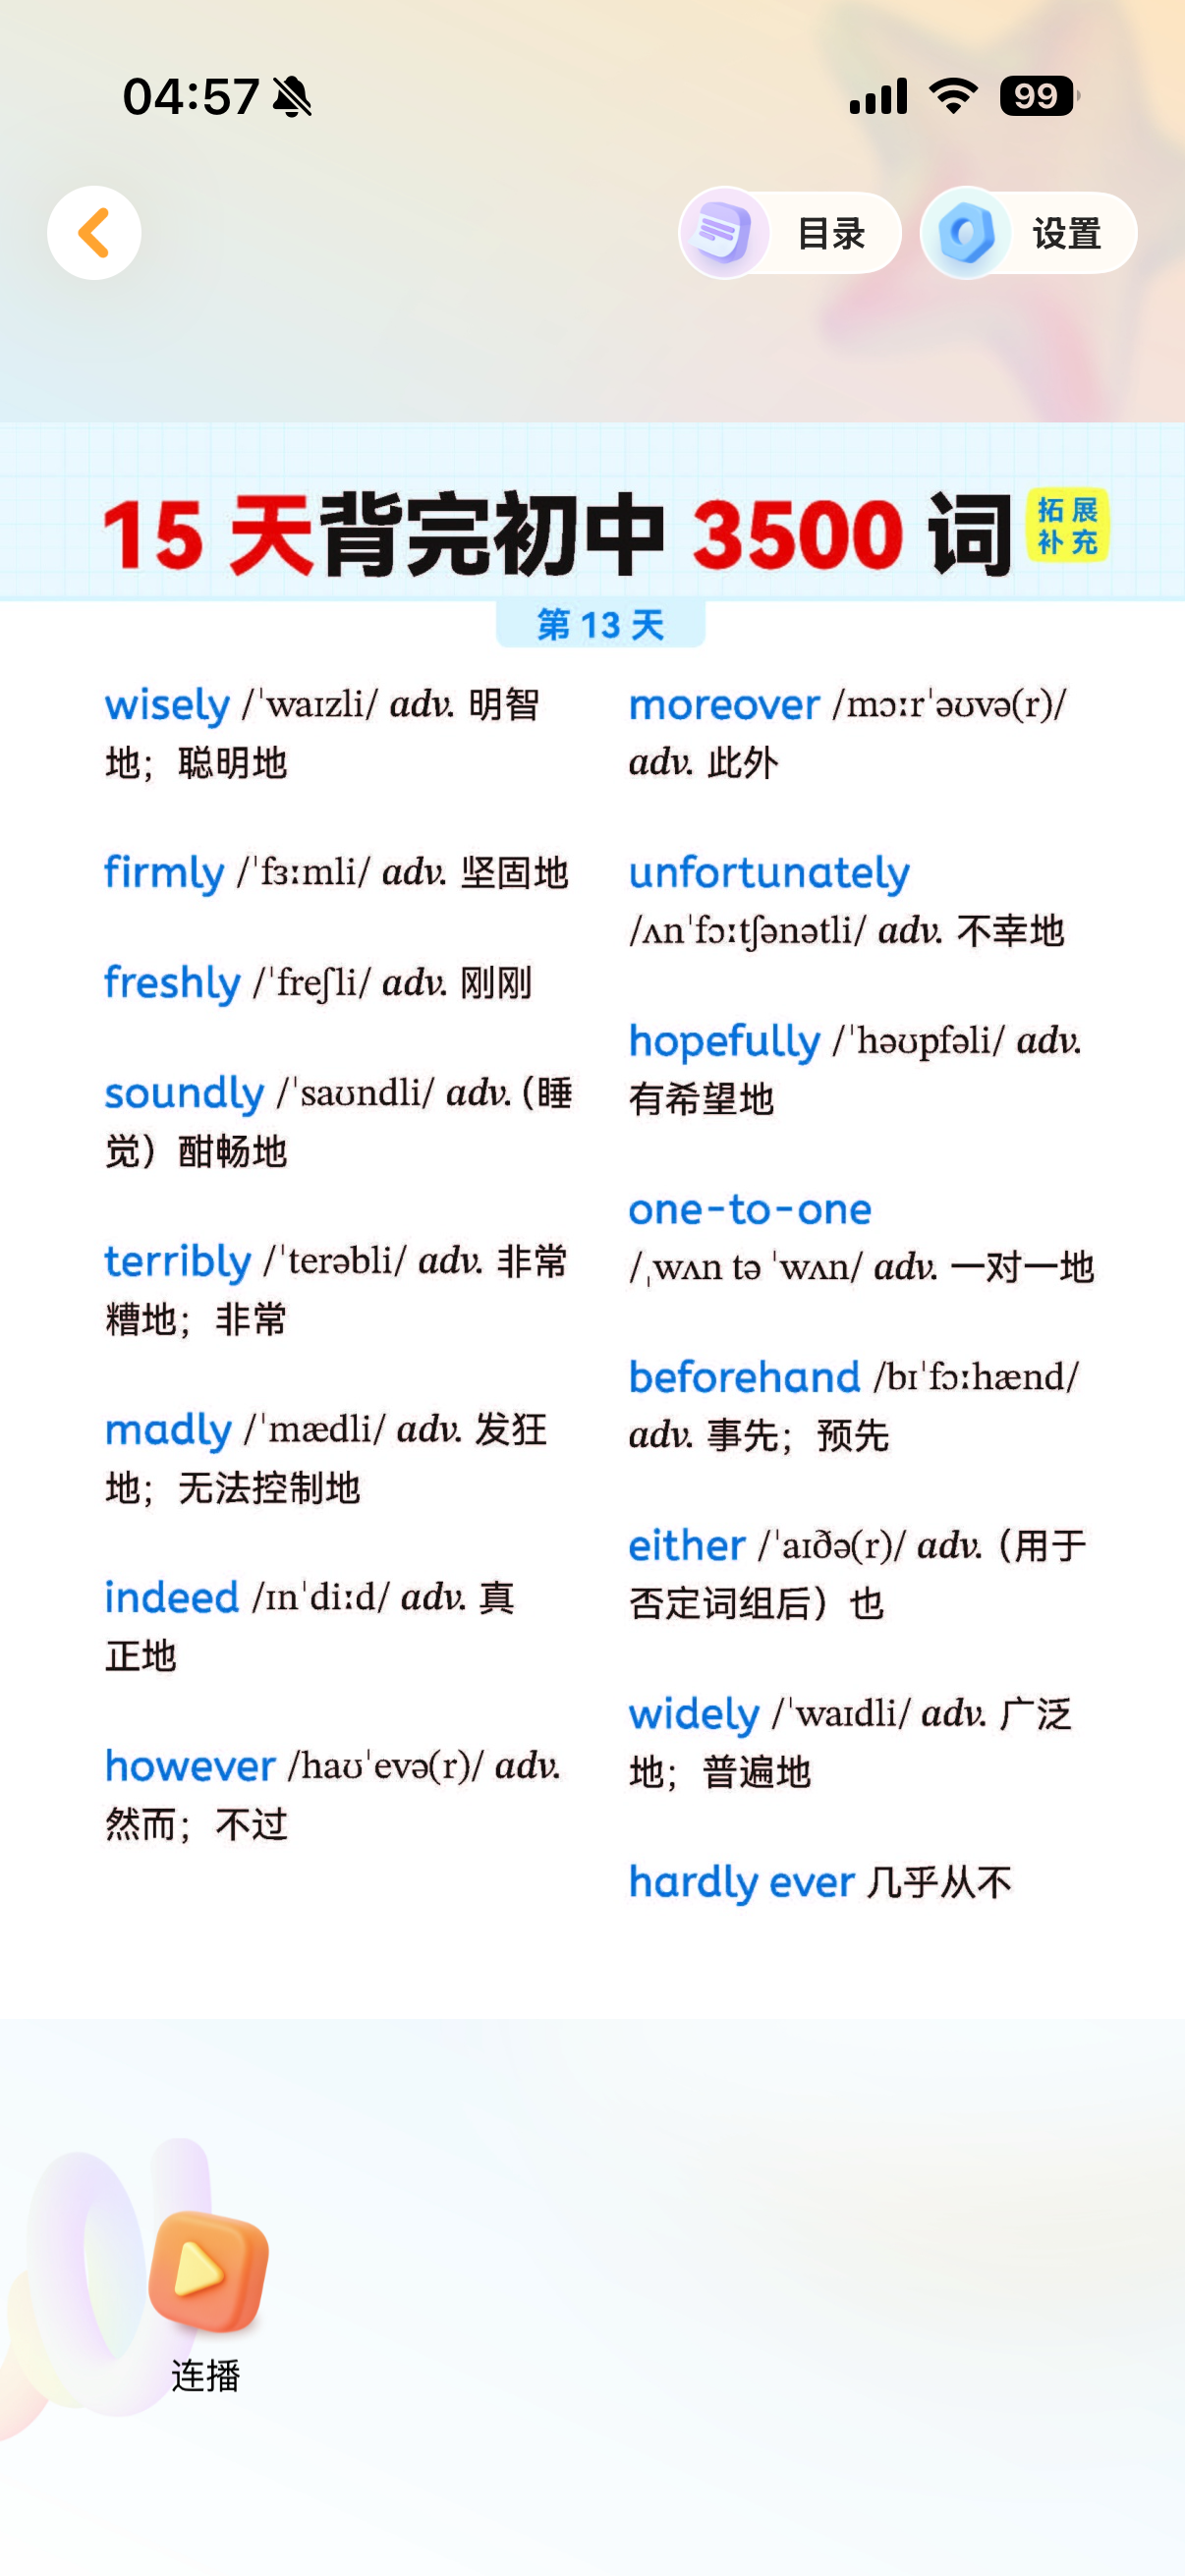 04:57
99
目录
设置
15 天背完初中 3500 词
拓展
补充
第 13 天
wisely /ˈwaɪzli/ adv. 明智
地；聪明地
firmly /ˈfɜːmli/ adv. 坚固地
freshly /ˈfreʃli/ adv. 刚刚
soundly /ˈsaʊndli/ adv.（睡
觉）酣畅地
terribly /ˈterəbli/ adv. 非常
糟地；非常
madly /ˈmædli/ adv. 发狂
地；无法控制地
indeed /ɪnˈdiːd/ adv. 真
正地
however /haʊˈevə(r)/ adv.
然而；不过
moreover /mɔːrˈəʊvə(r)/
adv. 此外
unfortunately
/ʌnˈfɔːtʃənətli/ adv. 不幸地
hopefully /ˈhəʊpfəli/ adv.
有希望地
one-to-one
/ˌwʌn tə ˈwʌn/ adv. 一对一地
beforehand /bɪˈfɔːhænd/
adv. 事先；预先
either /ˈaɪðə(r)/ adv.（用于
否定词组后）也
widely /ˈwaɪdli/ adv. 广泛
地；普遍地
hardly ever 几乎从不
连播